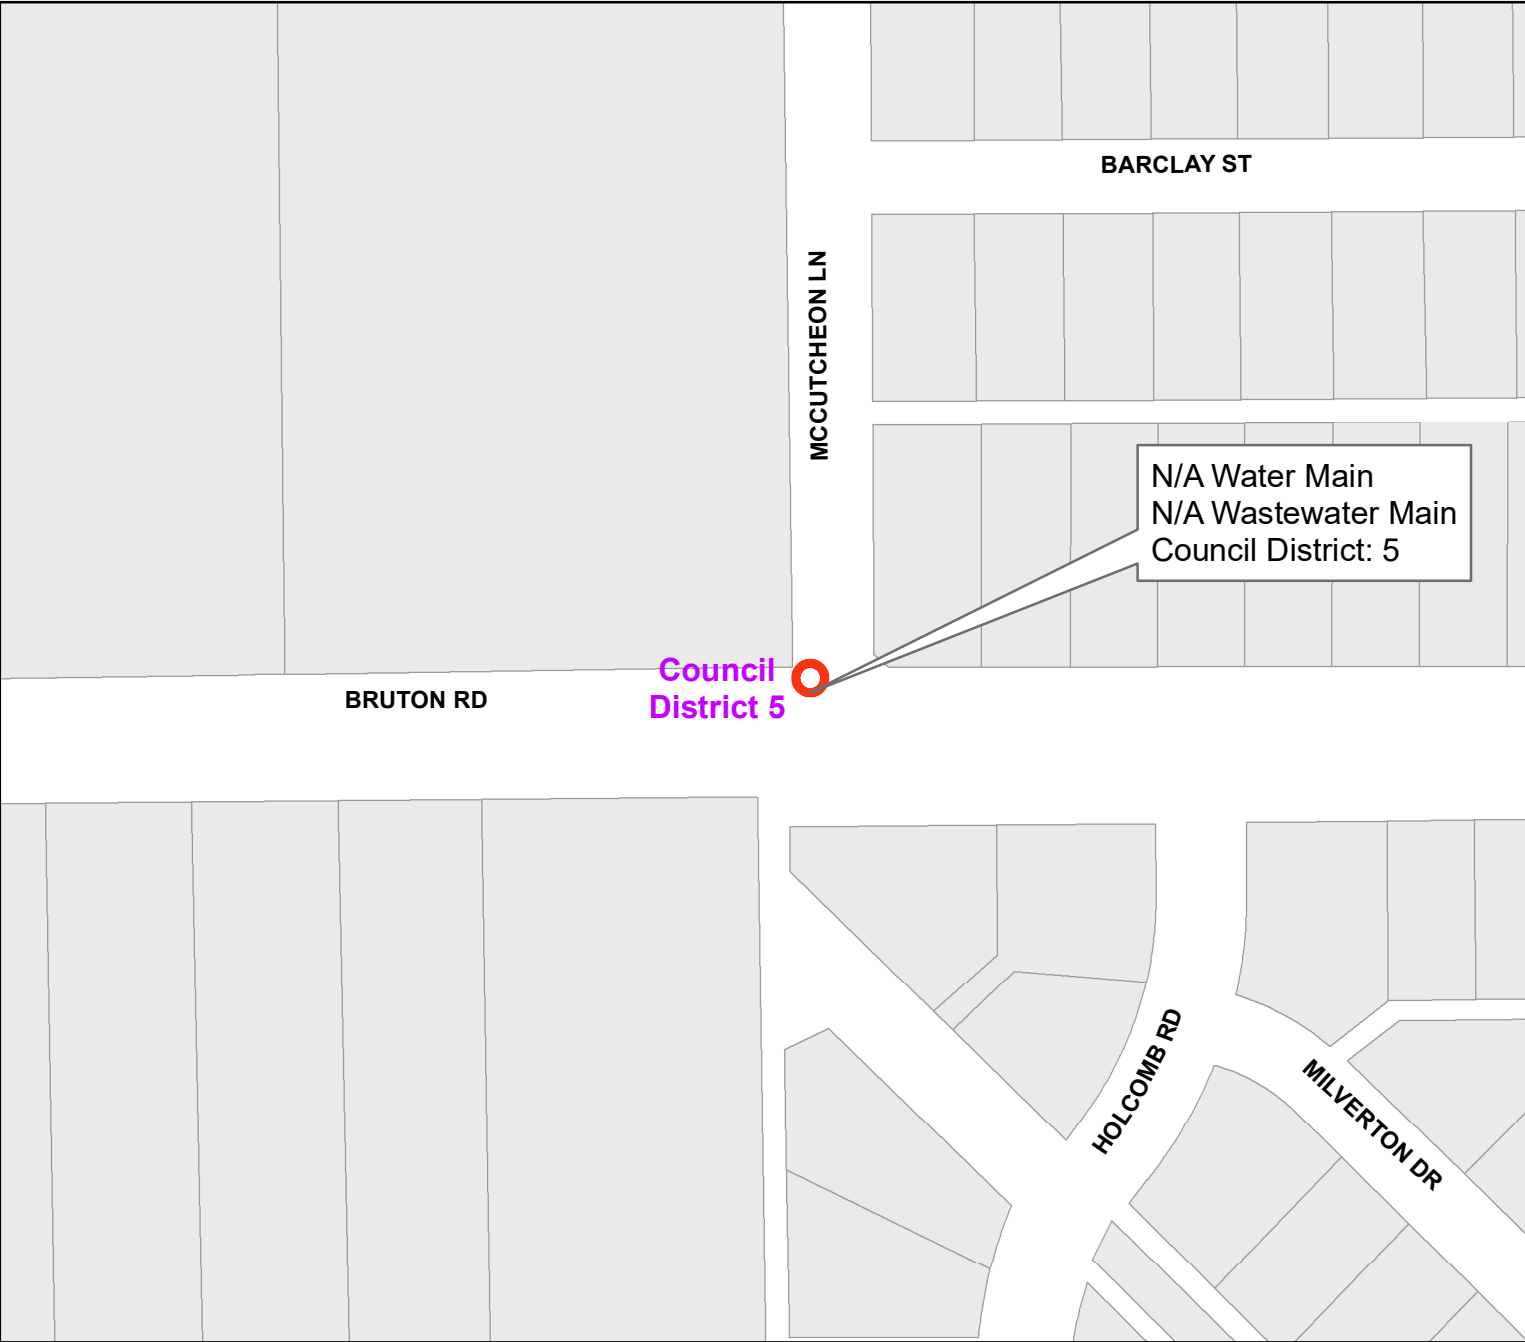 BARCLAY ST
MCCUTCHEON LN
N/A Water Main
N/A Wastewater Main
Council District: 5
Council
District 5
BRUTON RD
HOLCOMB RD
MILVERTON DR